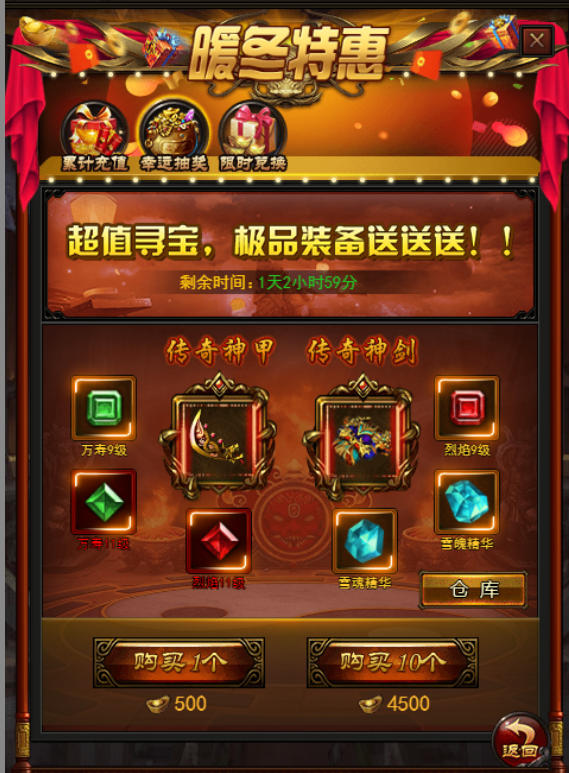 暖冬特惠
累计充值 幸运抽奖 限时兑换
超值寻宝，极品装备送送送！！
剩余时间：1天2小时59分
传奇神甲 传奇神剑
万寿9级
烈焰9级
万寿11级
雪魄精华
烈焰11级
雪魂精华
仓库
购买1个
购买10个
500
4500
返回